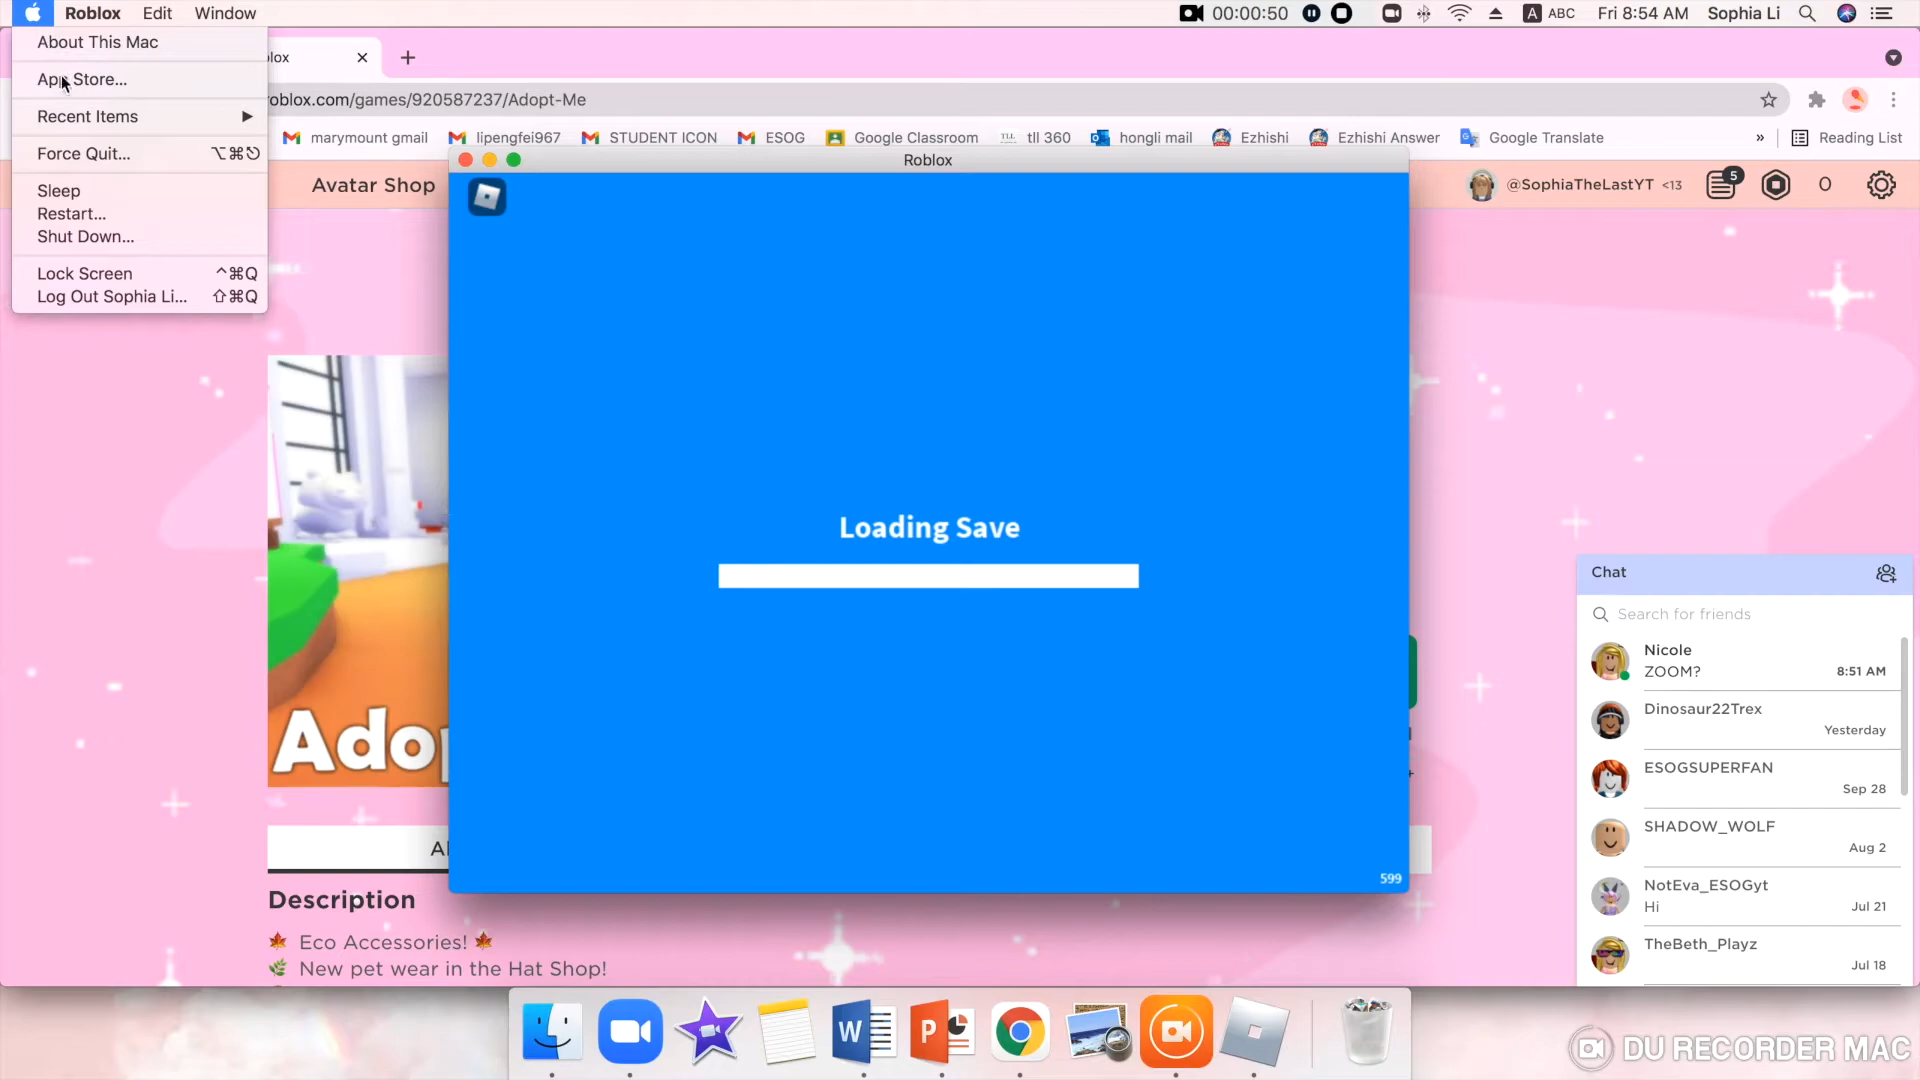 Roblox Edit Window 00:00:50 A ABC Fri 8:54 AM Sophia Li
About This Mac
App Store...
Recent Items
Force Quit... ⌥⌘⎋
Sleep
Restart...
Shut Down...
Lock Screen ^⌘Q
Log Out Sophia Li... ⇧⌘Q
blox
oblox.com/games/920587237/Adopt-Me
marymount gmail lipengfei967 STUDENT ICON ESOG Google Classroom TLL tll 360 hongli mail Ezhishi Ezhishi Answer Google Translate » Reading List
Roblox
Avatar Shop @SophiaTheLastYT <13 5 0
Loading Save
599
Ado
Description
Eco Accessories!
New pet wear in the Hat Shop!
Chat
Search for friends
Nicole
ZOOM? 8:51 AM
Dinosaur22Trex
Yesterday
ESOGSUPERFAN
Sep 28
SHADOW_WOLF
Aug 2
NotEva_ESOGyt
Hi Jul 21
TheBeth_Playz
Jul 18
W P
DU RECORDER MAC